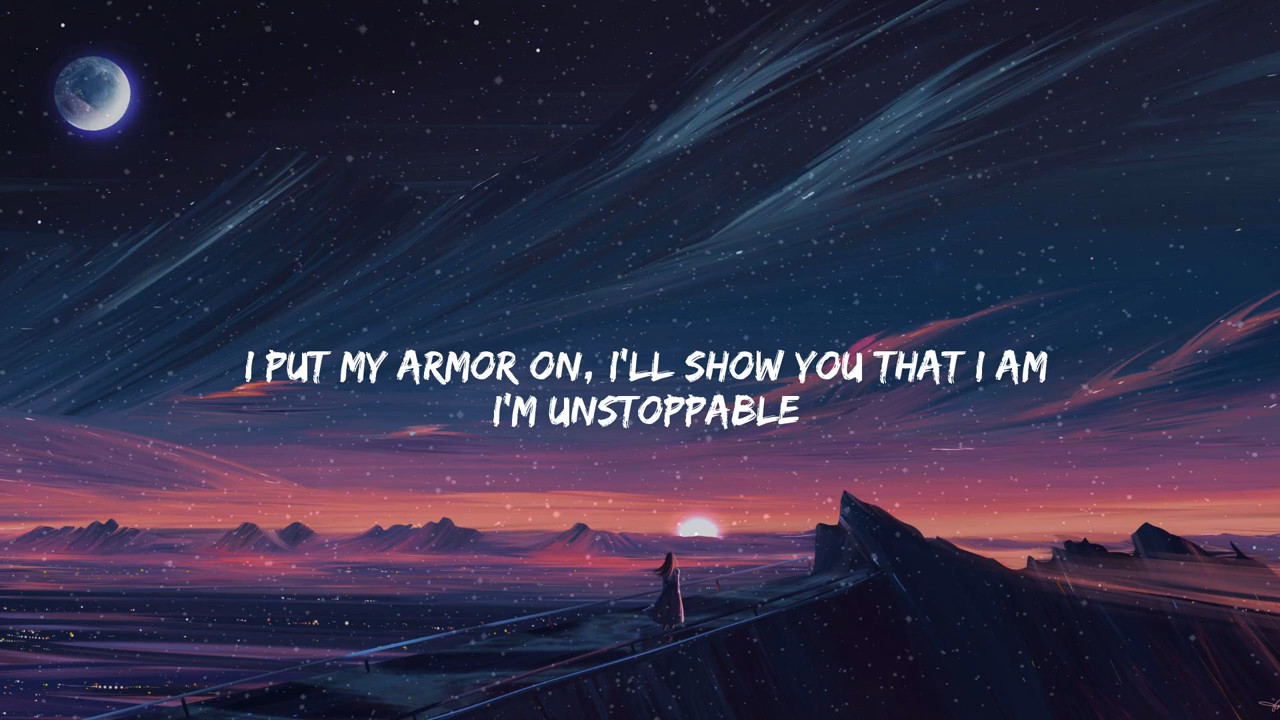 I PUT MY ARMOR ON, I'LL SHOW YOU THAT I AM
I'M UNSTOPPABLE